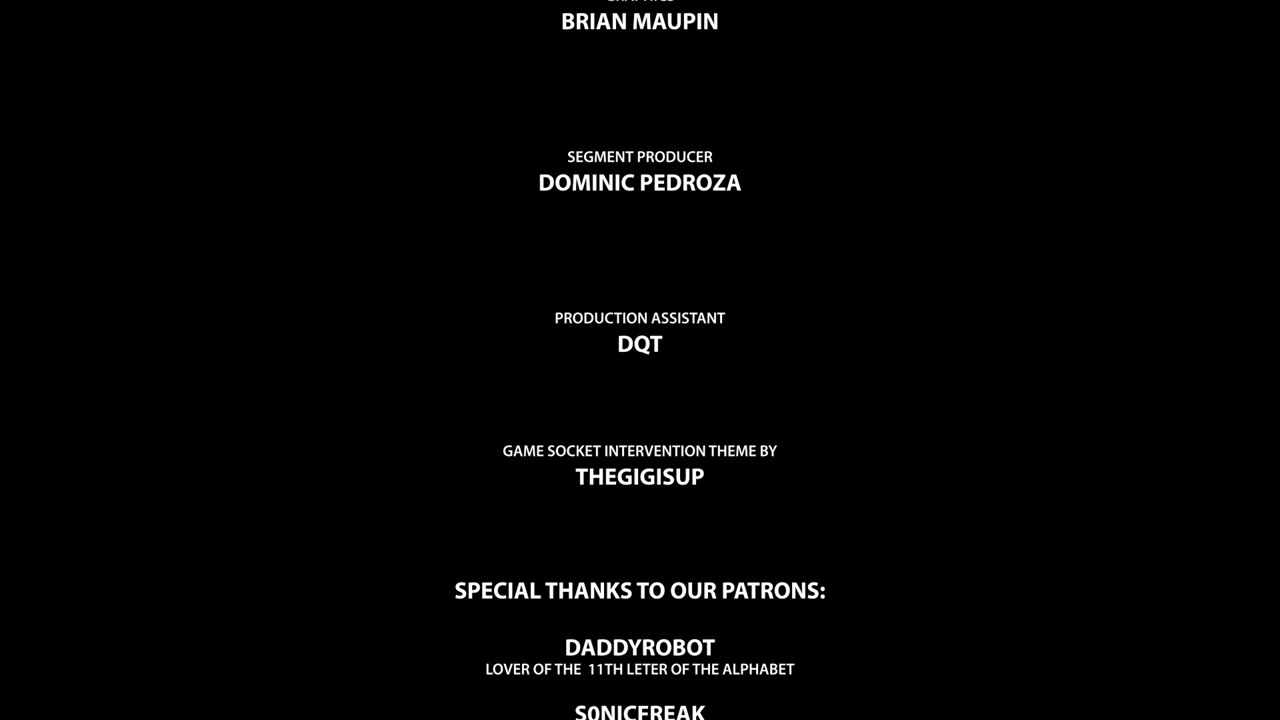 BRIAN MAUPIN
SEGMENT PRODUCER
DOMINIC PEDROZA
PRODUCTION ASSISTANT
DQT
GAME SOCKET INTERVENTION THEME BY
THEGIGISUP
SPECIAL THANKS TO OUR PATRONS:
DADDYROBOT
LOVER OF THE 11TH LETER OF THE ALPHABET
S0NICFREAK